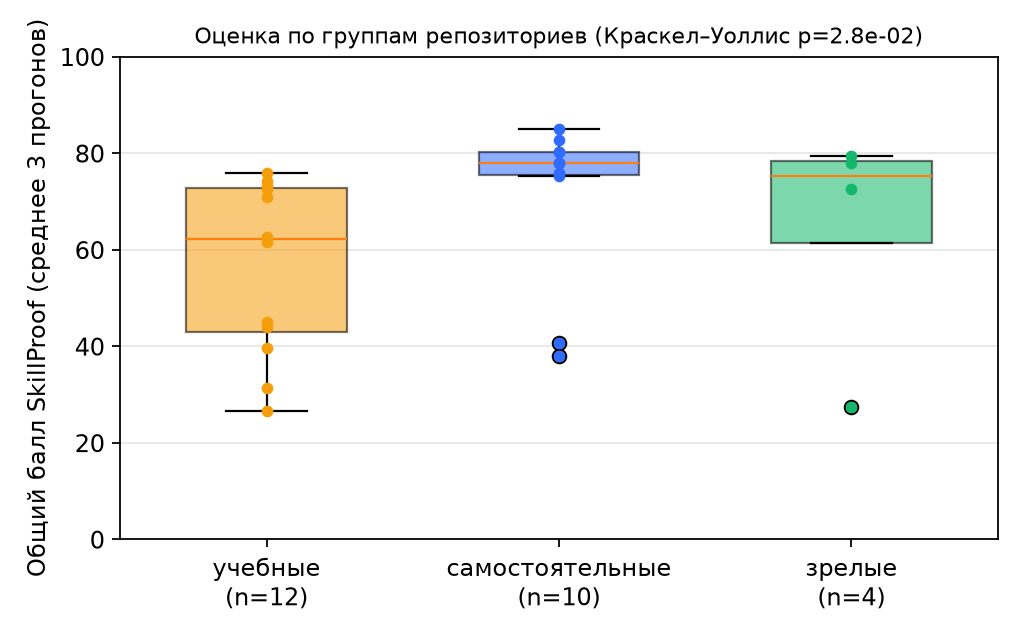 Оценка по группам репозиториев (Краскел–Уоллис p=2.8e-02)
Общий балл SkillProof (среднее 3 прогонов)
100
80
60
40
20
0
учебные
(n=12)
самостоятельные
(n=10)
зрелые
(n=4)